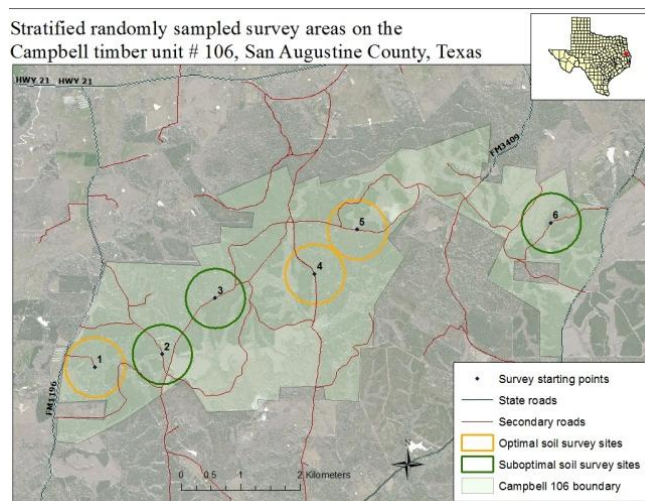 Stratified randomly sampled survey areas on the
Campbell timber unit # 106, San Augustine County, Texas
HWY 21
HWY 21
FM3409
6
5
4
3
2
1
FM1196
Survey starting points
State roads
Secondary roads
Optimal soil survey sites
Suboptimal soil survey sites
Campbell 106 boundary
0 0.5 1 2 Kilometers